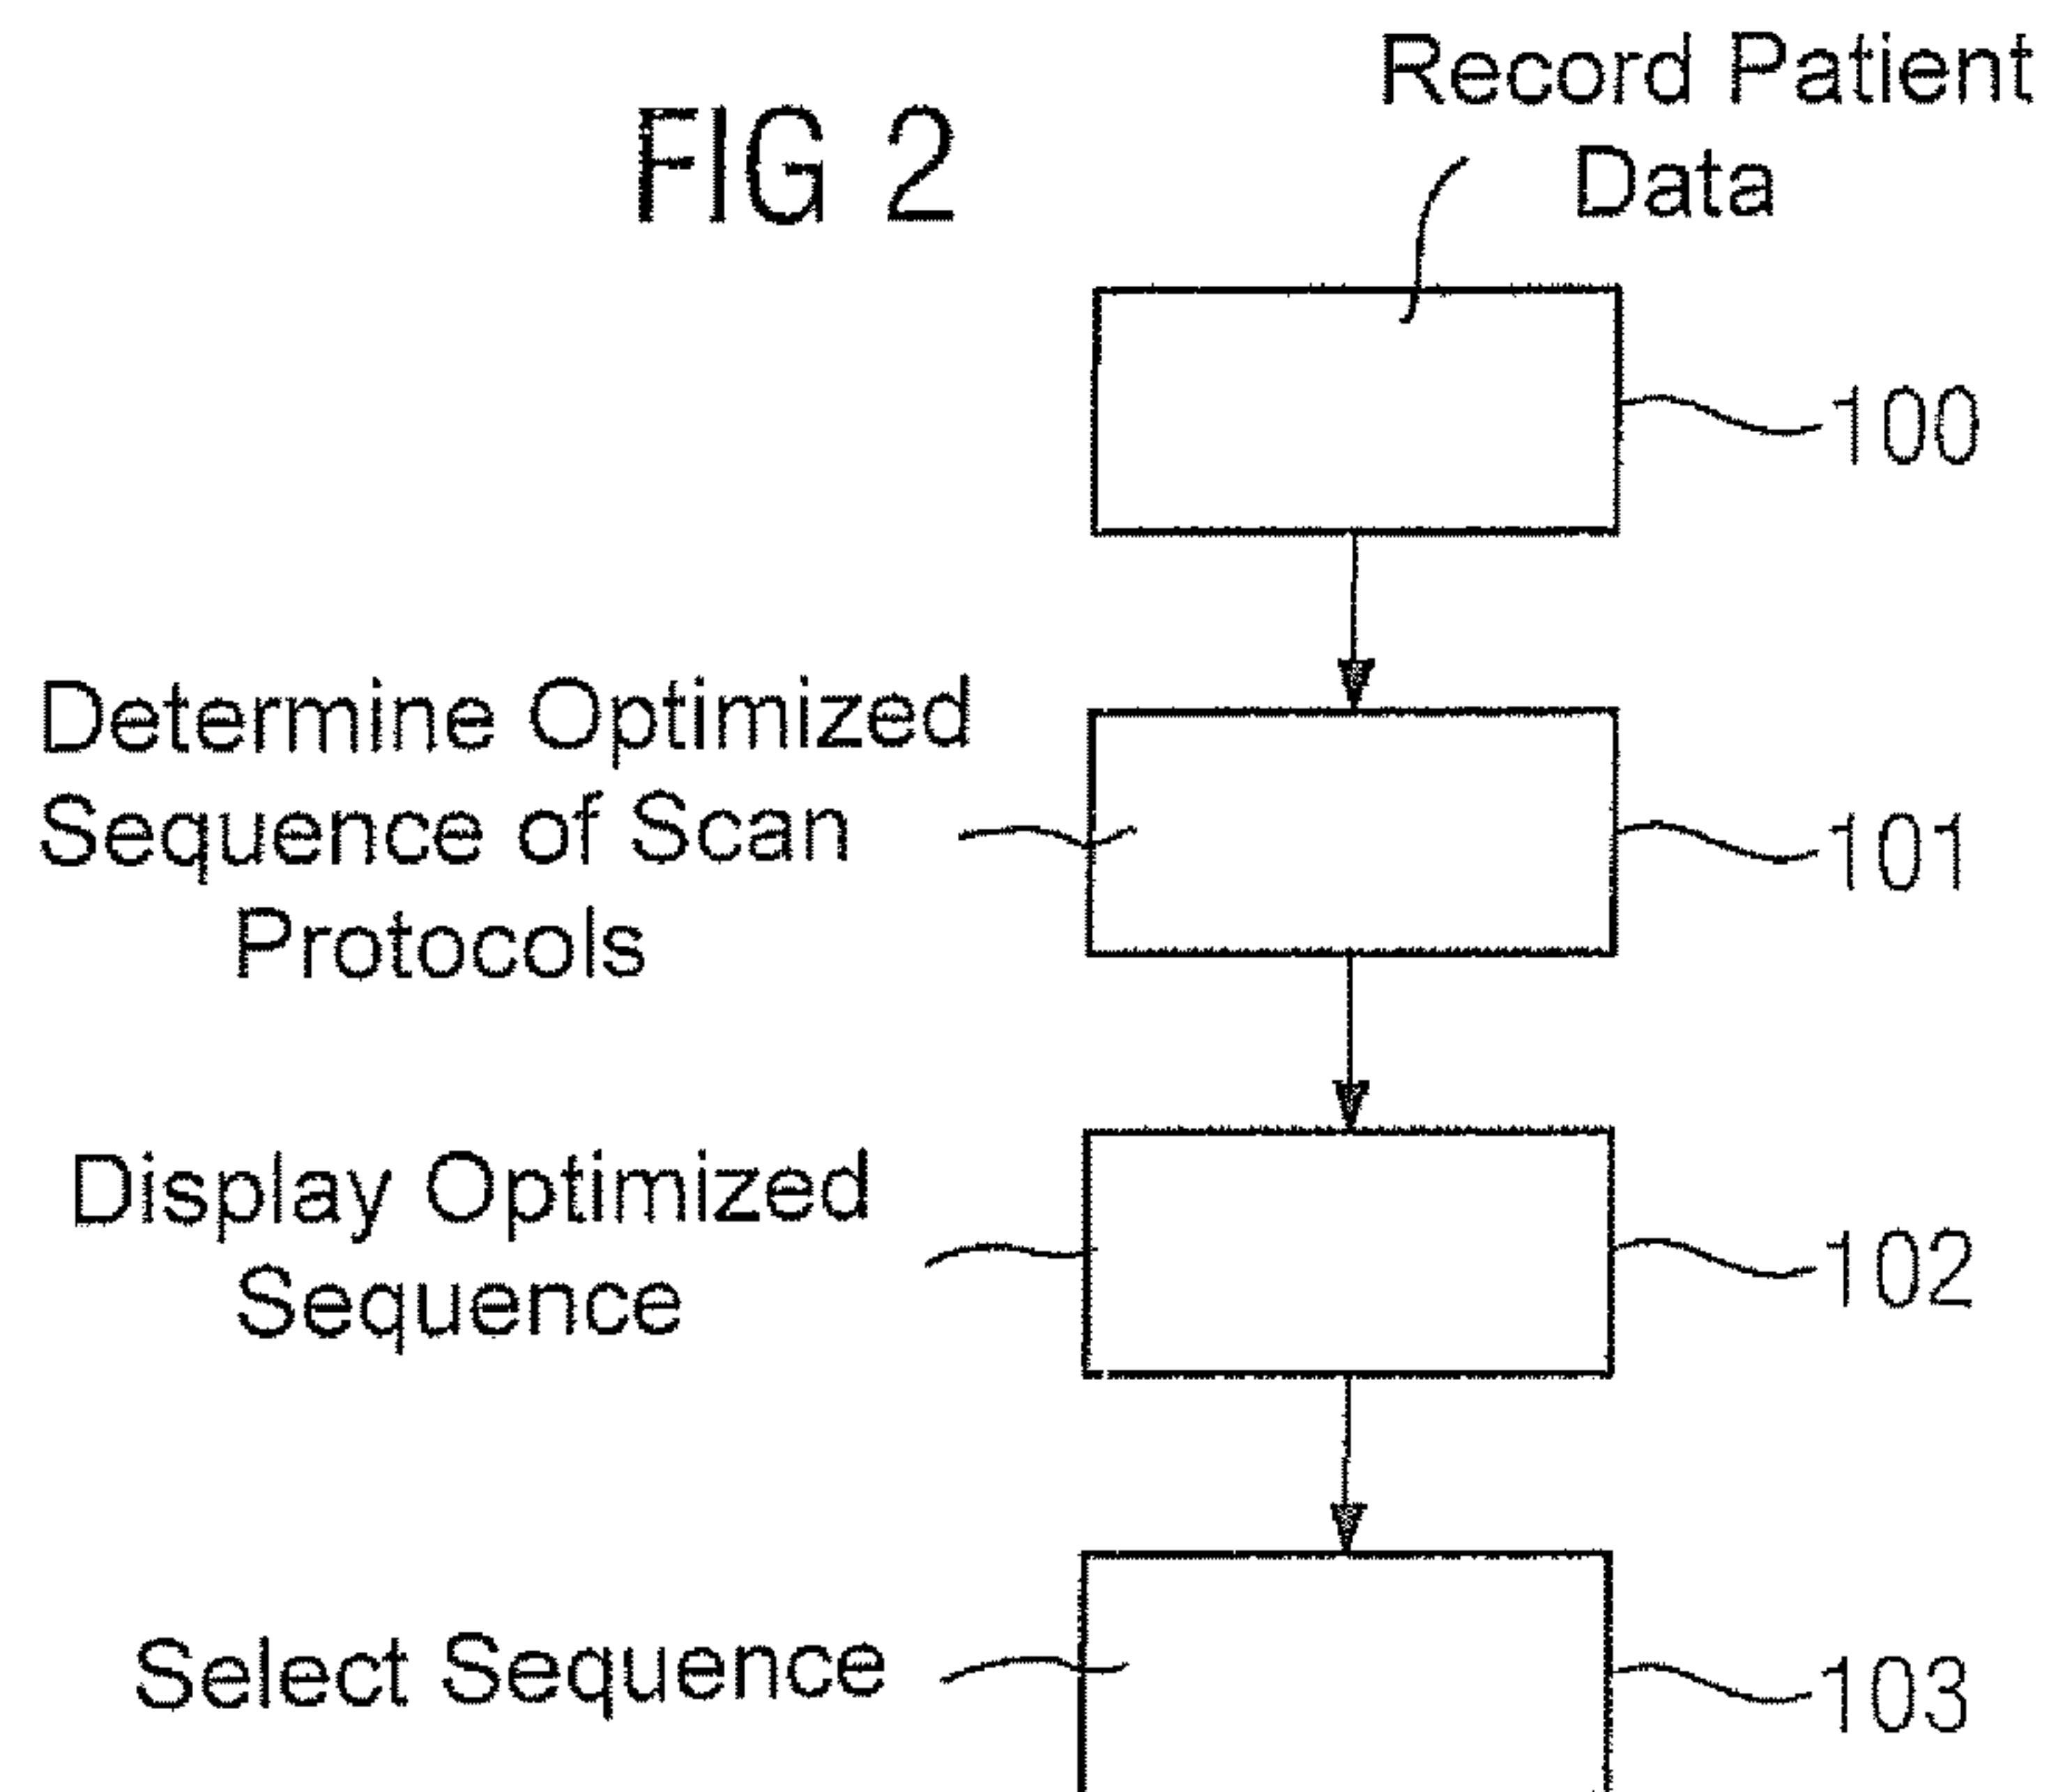 FIG 2
Record Patient
Data
100
Determine Optimized
Sequence of Scan
Protocols
101
Display Optimized
Sequence
102
Select Sequence
103